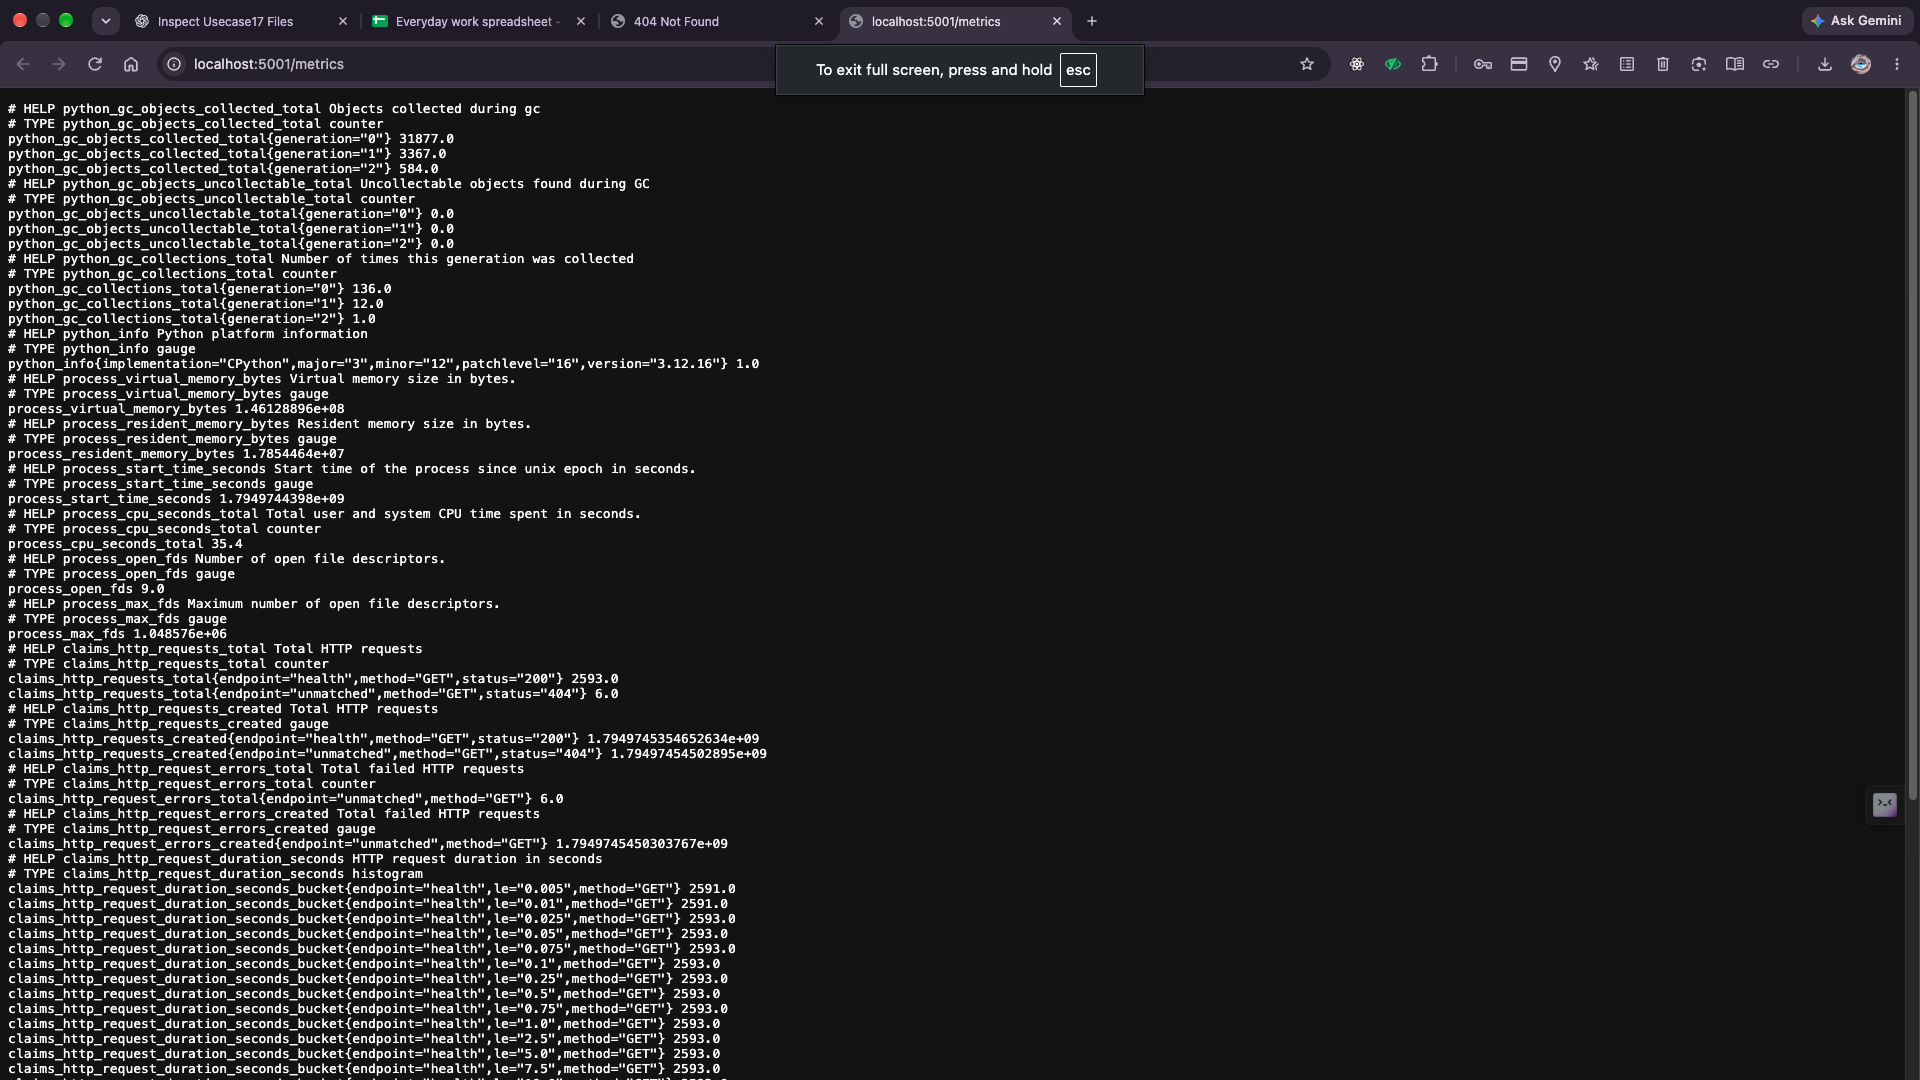 Inspect Usecase17 Files
Everyday work spreadsheet -
404 Not Found
localhost:5001/metrics
Ask Gemini
localhost:5001/metrics
To exit full screen, press and hold esc
# HELP python_gc_objects_collected_total Objects collected during gc
# TYPE python_gc_objects_collected_total counter
python_gc_objects_collected_total{generation="0"} 31877.0
python_gc_objects_collected_total{generation="1"} 3367.0
python_gc_objects_collected_total{generation="2"} 584.0
# HELP python_gc_objects_uncollectable_total Uncollectable objects found during GC
# TYPE python_gc_objects_uncollectable_total counter
python_gc_objects_uncollectable_total{generation="0"} 0.0
python_gc_objects_uncollectable_total{generation="1"} 0.0
python_gc_objects_uncollectable_total{generation="2"} 0.0
# HELP python_gc_collections_total Number of times this generation was collected
# TYPE python_gc_collections_total counter
python_gc_collections_total{generation="0"} 136.0
python_gc_collections_total{generation="1"} 12.0
python_gc_collections_total{generation="2"} 1.0
# HELP python_info Python platform information
# TYPE python_info gauge
python_info{implementation="CPython",major="3",minor="12",patchlevel="16",version="3.12.16"} 1.0
# HELP process_virtual_memory_bytes Virtual memory size in bytes.
# TYPE process_virtual_memory_bytes gauge
process_virtual_memory_bytes 1.46128896e+08
# HELP process_resident_memory_bytes Resident memory size in bytes.
# TYPE process_resident_memory_bytes gauge
process_resident_memory_bytes 1.7854464e+07
# HELP process_start_time_seconds Start time of the process since unix epoch in seconds.
# TYPE process_start_time_seconds gauge
process_start_time_seconds 1.7949744398e+09
# HELP process_cpu_seconds_total Total user and system CPU time spent in seconds.
# TYPE process_cpu_seconds_total counter
process_cpu_seconds_total 35.4
# HELP process_open_fds Number of open file descriptors.
# TYPE process_open_fds gauge
process_open_fds 9.0
# HELP process_max_fds Maximum number of open file descriptors.
# TYPE process_max_fds gauge
process_max_fds 1.048576e+06
# HELP claims_http_requests_total Total HTTP requests
# TYPE claims_http_requests_total counter
claims_http_requests_total{endpoint="health",method="GET",status="200"} 2593.0
claims_http_requests_total{endpoint="unmatched",method="GET",status="404"} 6.0
# HELP claims_http_requests_created Total HTTP requests
# TYPE claims_http_requests_created gauge
claims_http_requests_created{endpoint="health",method="GET",status="200"} 1.7949745354652634e+09
claims_http_requests_created{endpoint="unmatched",method="GET",status="404"} 1.79497454502895e+09
# HELP claims_http_request_errors_total Total failed HTTP requests
# TYPE claims_http_request_errors_total counter
claims_http_request_errors_total{endpoint="unmatched",method="GET"} 6.0
# HELP claims_http_request_errors_created Total failed HTTP requests
# TYPE claims_http_request_errors_created gauge
claims_http_request_errors_created{endpoint="unmatched",method="GET"} 1.7949745450303767e+09
# HELP claims_http_request_duration_seconds HTTP request duration in seconds
# TYPE claims_http_request_duration_seconds histogram
claims_http_request_duration_seconds_bucket{endpoint="health",le="0.005",method="GET"} 2591.0
claims_http_request_duration_seconds_bucket{endpoint="health",le="0.01",method="GET"} 2591.0
claims_http_request_duration_seconds_bucket{endpoint="health",le="0.025",method="GET"} 2593.0
claims_http_request_duration_seconds_bucket{endpoint="health",le="0.05",method="GET"} 2593.0
claims_http_request_duration_seconds_bucket{endpoint="health",le="0.075",method="GET"} 2593.0
claims_http_request_duration_seconds_bucket{endpoint="health",le="0.1",method="GET"} 2593.0
claims_http_request_duration_seconds_bucket{endpoint="health",le="0.25",method="GET"} 2593.0
claims_http_request_duration_seconds_bucket{endpoint="health",le="0.5",method="GET"} 2593.0
claims_http_request_duration_seconds_bucket{endpoint="health",le="0.75",method="GET"} 2593.0
claims_http_request_duration_seconds_bucket{endpoint="health",le="1.0",method="GET"} 2593.0
claims_http_request_duration_seconds_bucket{endpoint="health",le="2.5",method="GET"} 2593.0
claims_http_request_duration_seconds_bucket{endpoint="health",le="5.0",method="GET"} 2593.0
claims_http_request_duration_seconds_bucket{endpoint="health",le="7.5",method="GET"} 2593.0